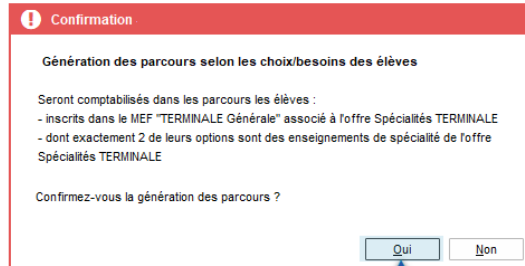 Confirmation
Génération des parcours selon les choix/besoins des élèves
Seront comptabilisés dans les parcours les élèves :
- inscrits dans le MEF "TERMINALE Générale" associé à l'offre Spécialités TERMINALE
- dont exactement 2 de leurs options sont des enseignements de spécialité de l'offre
Spécialités TERMINALE
Confirmez-vous la génération des parcours ?
Oui Non